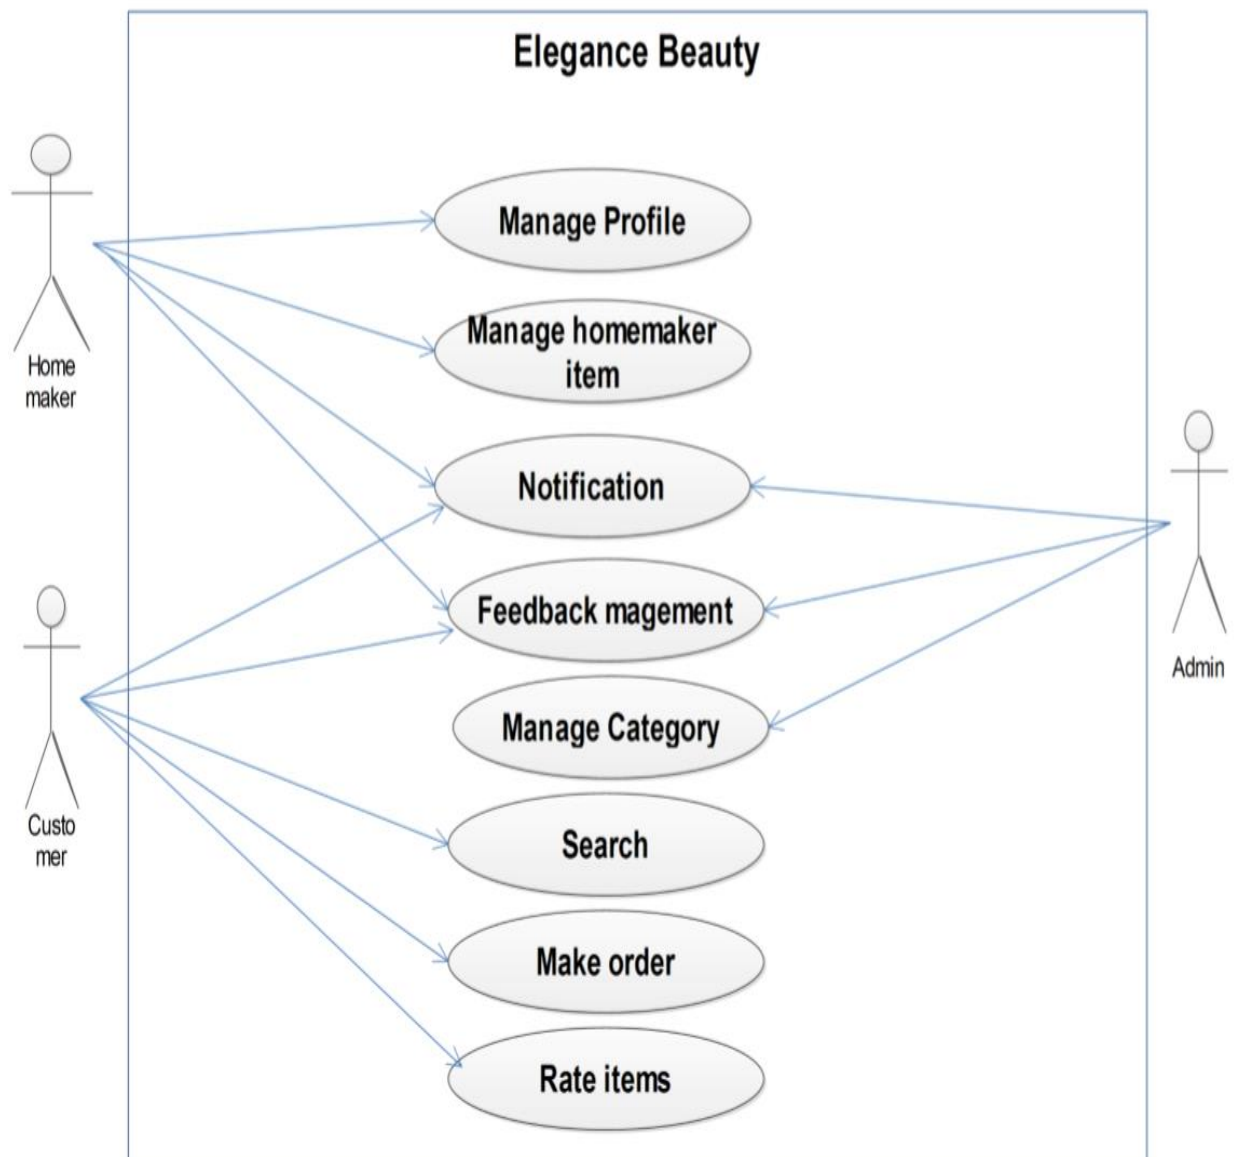 Elegance Beauty
Manage Profile
Manage homemaker
item
Home
maker
Notification
Feedback magement
Admin
Manage Category
Custo
mer
Search
Make order
Rate items